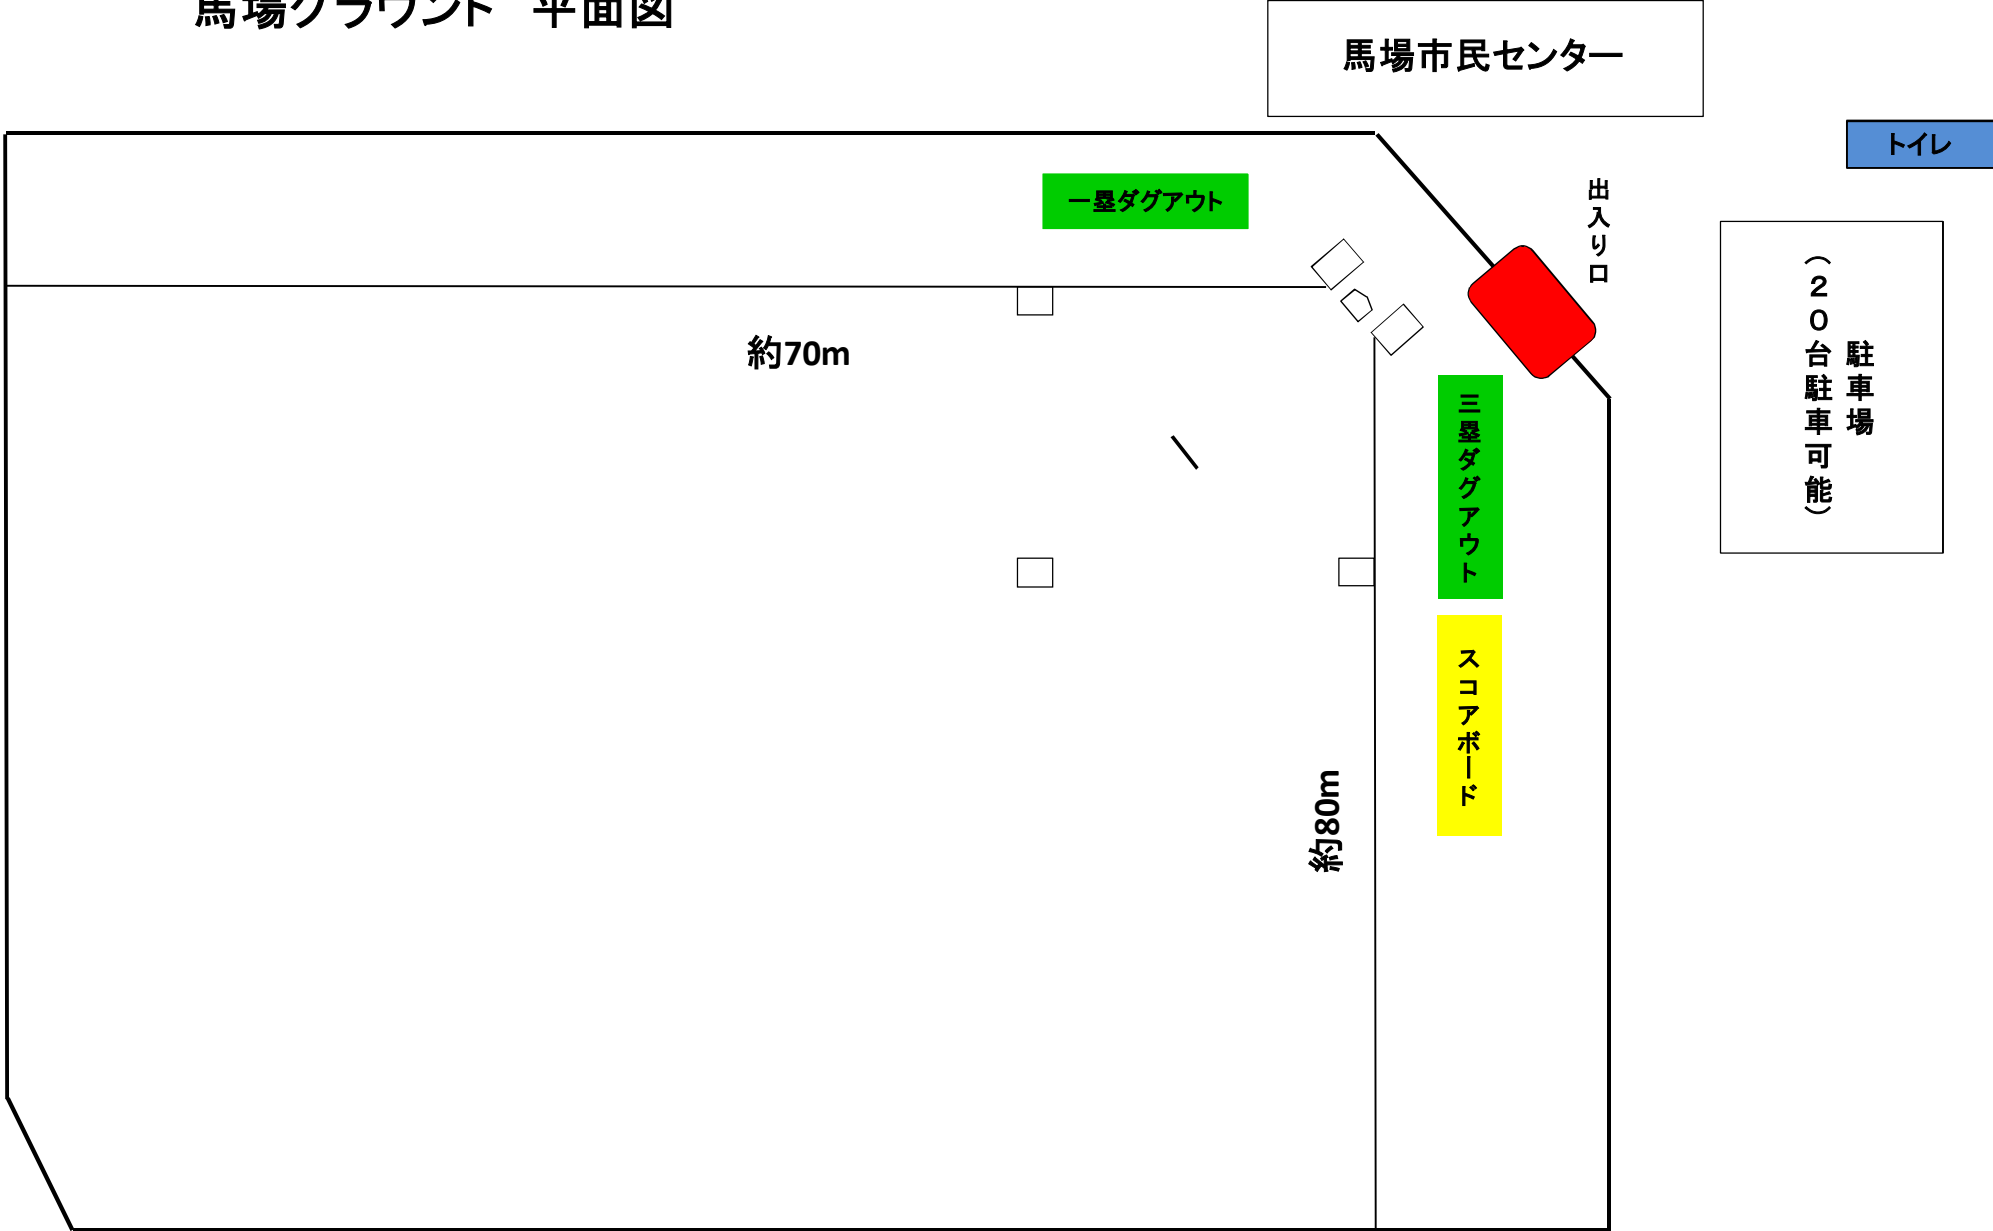 馬場グラウンド　平面図
馬場市民センター
トイレ
一塁ダグアウト
出入り口
駐車場
（２０台駐車可能）
約70m
三塁ダグアウト
スコアボード
約80m